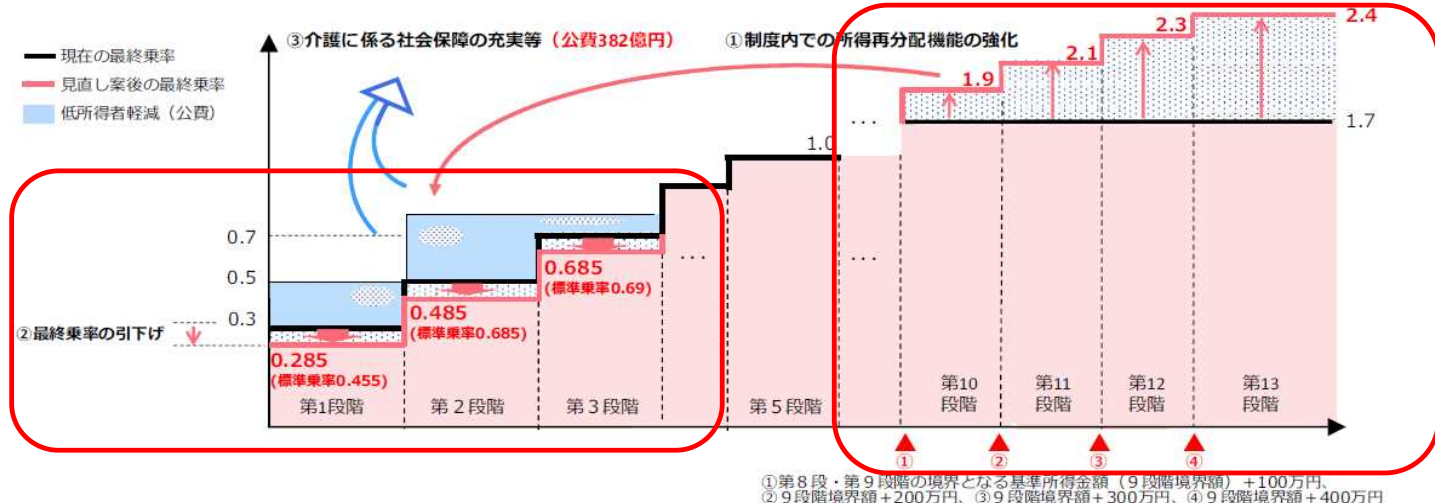 ③介護に係る社会保障の充実等（公費382億円）
①制度内での所得再分配機能の強化
現在の最終乗率
見直し案後の最終乗率
低所得者軽減（公費）
2.4
2.3
2.1
1.9
1.7
1.0
...
0.7
0.5
0.3
②最終乗率の引下げ
0.685
(標準乗率0.69)
0.485
(標準乗率0.685)
0.285
(標準乗率0.455)
...
...
第1段階
第２段階
第３段階
第５段階
第10
段階
第11
段階
第12
段階
第13
段階
①
②
③
④
①第８段・第９段階の境界となる基準所得金額（９段階境界額）+100万円、
②９段階境界額+200万円、③９段階境界額+300万円、④９段階境界額+400万円